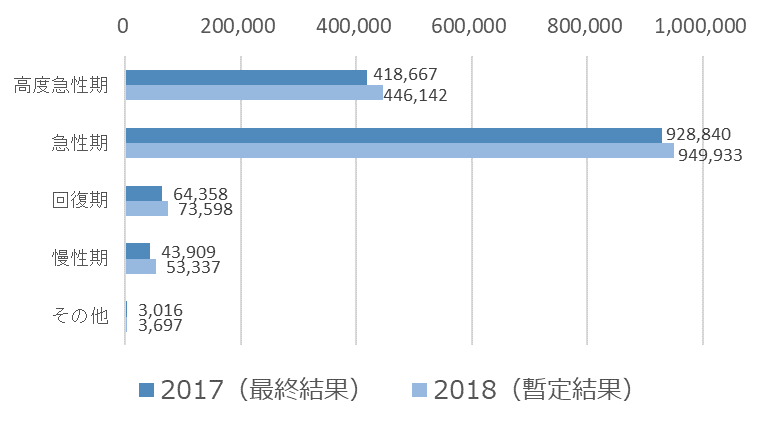 0 200,000 400,000 600,000 800,000 1,000,000
高度急性期 418,667
446,142
急性期 928,840
949,933
回復期 64,358
73,598
慢性期 43,909
53,337
その他 3,016
3,697
2017（最終結果） 2018（暫定結果）